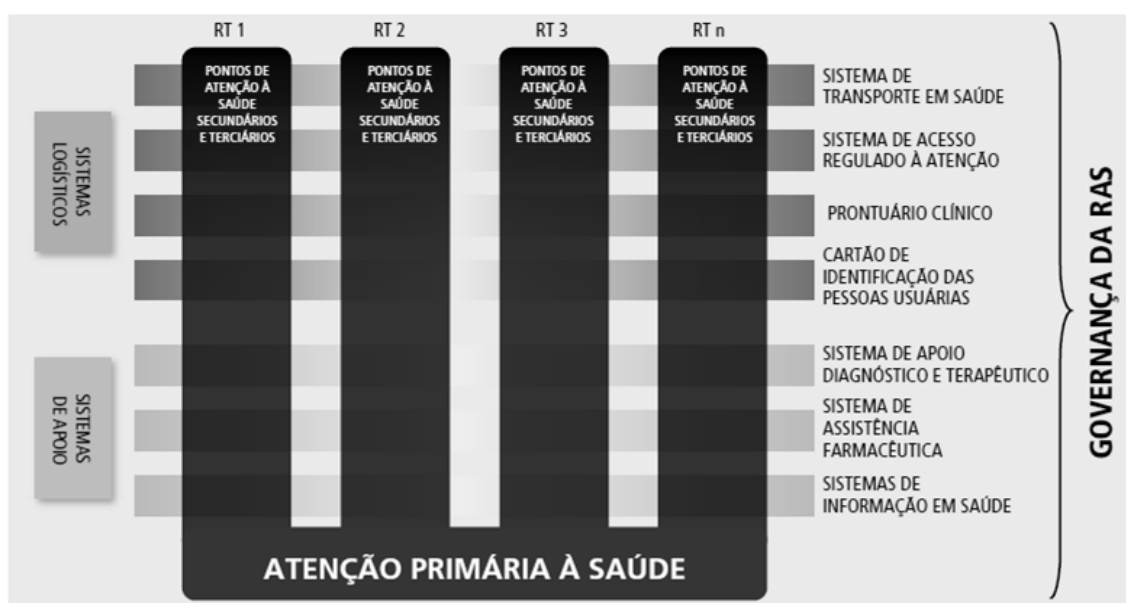 RT 1
RT 2
RT 3
RT n
PONTOS DE
ATENÇÃO À
SAÚDE
SECUNDÁRIOS
E TERCIÁRIOS
PONTOS DE
ATENÇÃO À
SAÚDE
SECUNDÁRIOS
E TERCIÁRIOS
PONTOS DE
ATENÇÃO À
SAÚDE
SECUNDÁRIOS
E TERCIÁRIOS
PONTOS DE
ATENÇÃO À
SAÚDE
SECUNDÁRIOS
E TERCIÁRIOS
SISTEMAS
LOGÍSTICOS
SISTEMAS
DE APOIO
SISTEMA DE
TRANSPORTE EM SAÚDE
SISTEMA DE ACESSO
REGULADO À ATENÇÃO
PRONTUÁRIO CLÍNICO
CARTÃO DE
IDENTIFICAÇÃO DAS
PESSOAS USUÁRIAS
SISTEMA DE APOIO
DIAGNÓSTICO E TERAPÊUTICO
SISTEMA DE
ASSISTÊNCIA
FARMACÊUTICA
SISTEMAS DE
INFORMAÇÃO EM SAÚDE
GOVERNANÇA DA RAS
ATENÇÃO PRIMÁRIA À SAÚDE